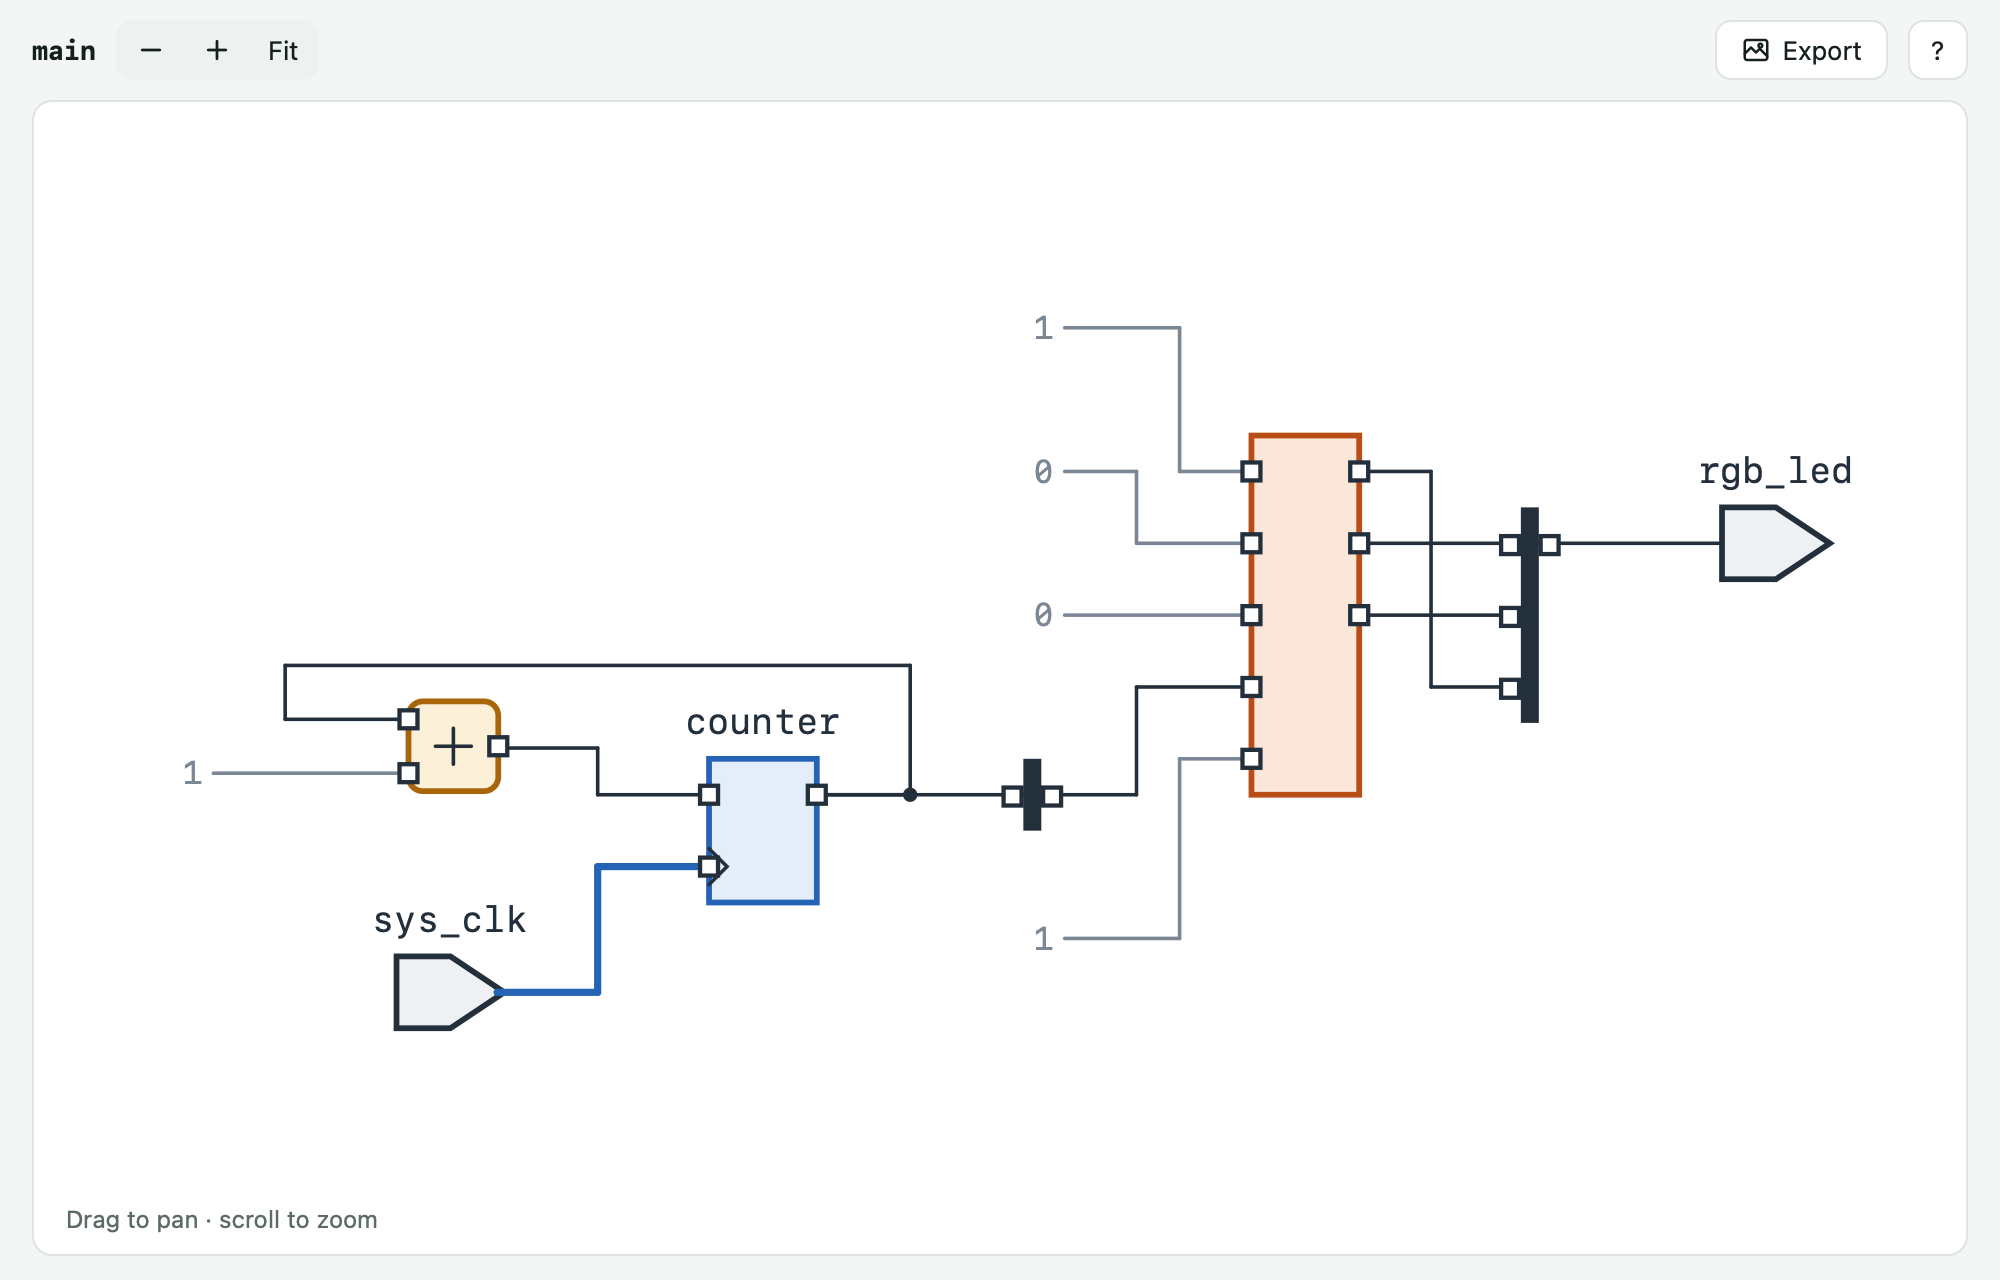 main
Fit
Export
?
1
0
rgb_led
0
counter
1
sys_clk
1
Drag to pan · scroll to zoom